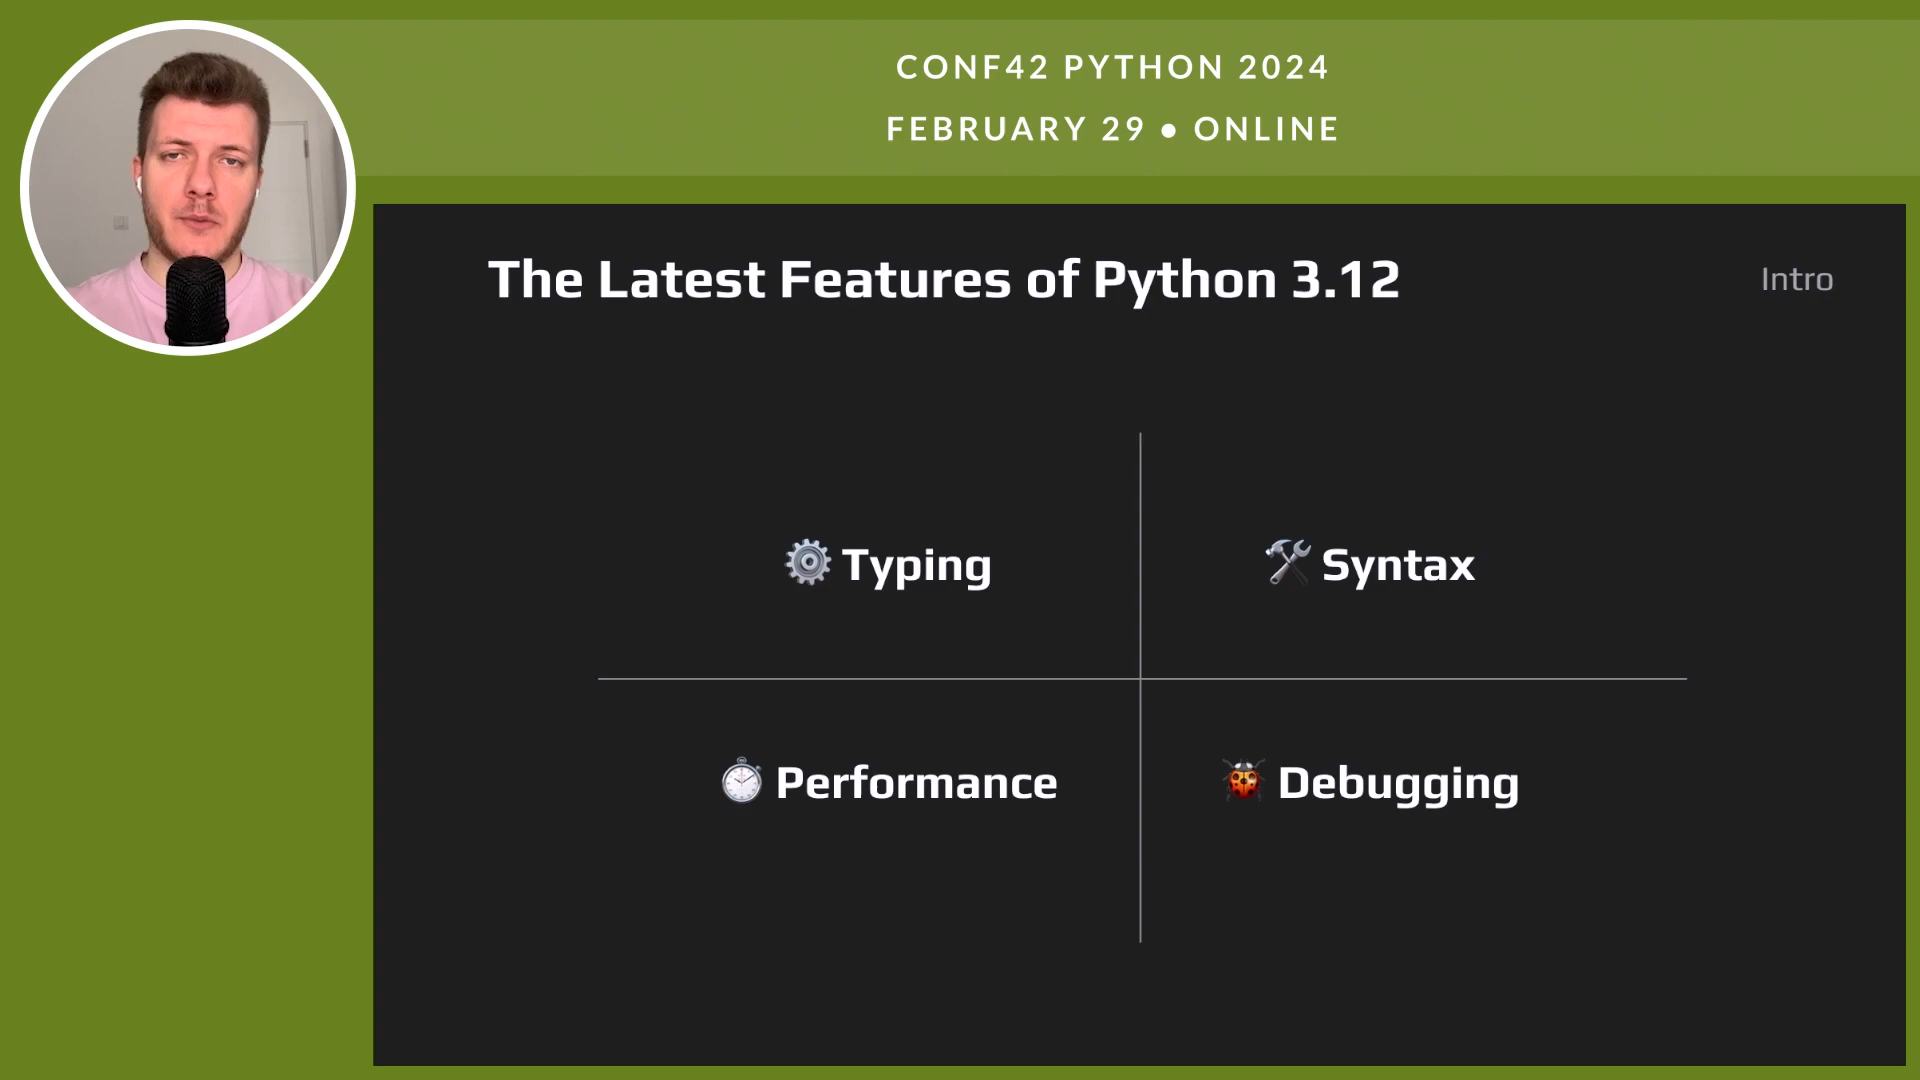 CONF42 PYTHON 2024
FEBRUARY 29 • ONLINE
The Latest Features of Python 3.12
Intro
Typing
Syntax
Performance
Debugging